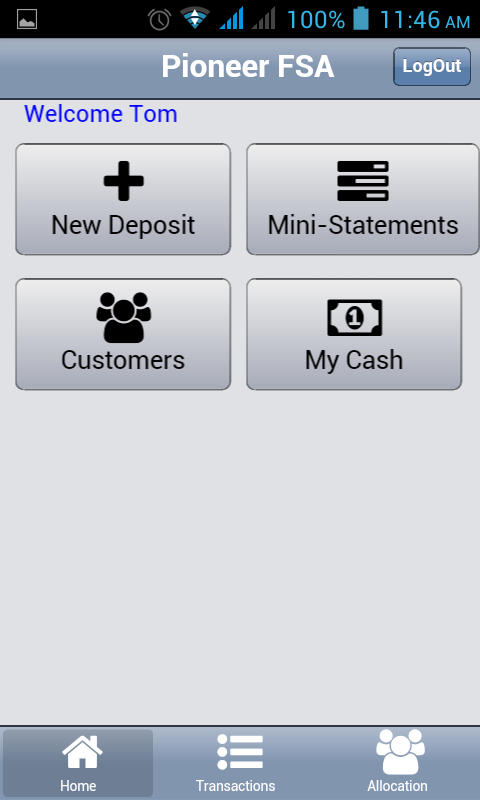 100% 11:46 AM
Pioneer FSA LogOut
Welcome Tom
New Deposit Mini-Statements
1
Customers My Cash
Home Transactions Allocation